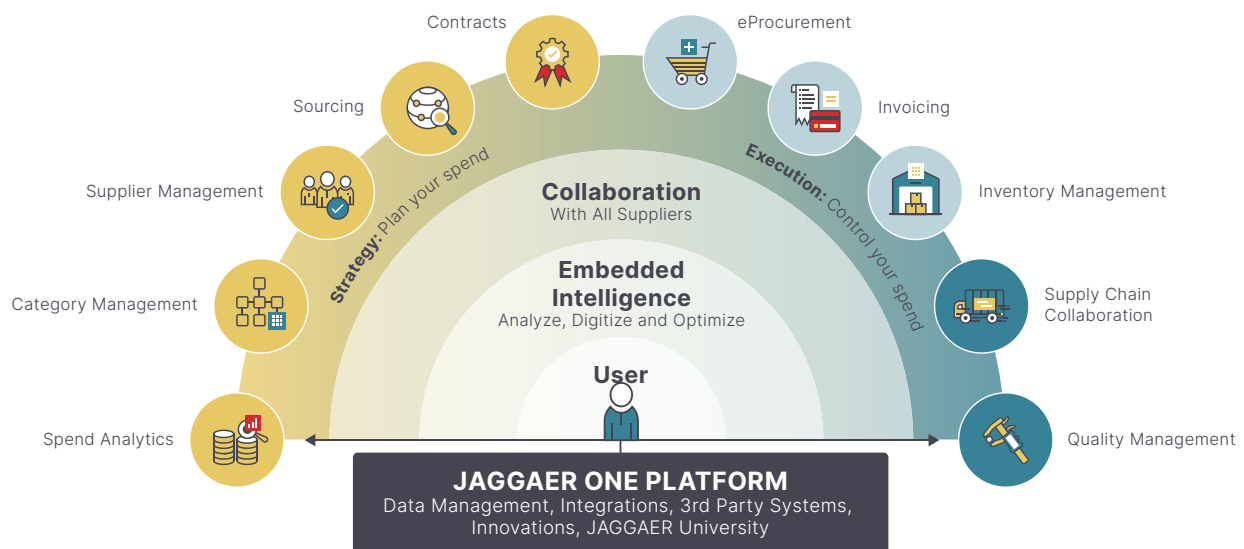 Contracts
eProcurement
Sourcing
Invoicing
Supplier Management
Inventory Management
Category Management
Supply Chain
Collaboration
Spend Analytics
Quality Management
Strategy: Plan your spend
Execution: Control your spend
Collaboration
With All Suppliers
Embedded
Intelligence
Analyze, Digitize and Optimize
User
JAGGAER ONE PLATFORM
Data Management, Integrations, 3rd Party Systems,
Innovations, JAGGAER University